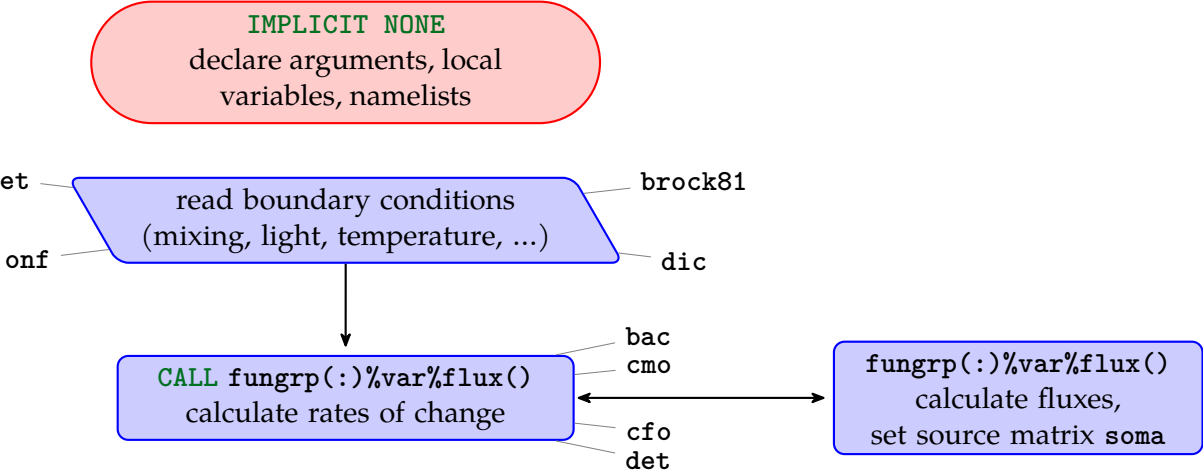 IMPLICIT NONE
declare arguments, local
variables, namelists
et
brock81
read boundary conditions
(mixing, light, temperature, ...)
onf
dic
bac
cmo
CALL fungrp(:)%var%flux()
calculate rates of change
cfo
det
fungrp(:)%var%flux()
calculate fluxes,
set source matrix soma